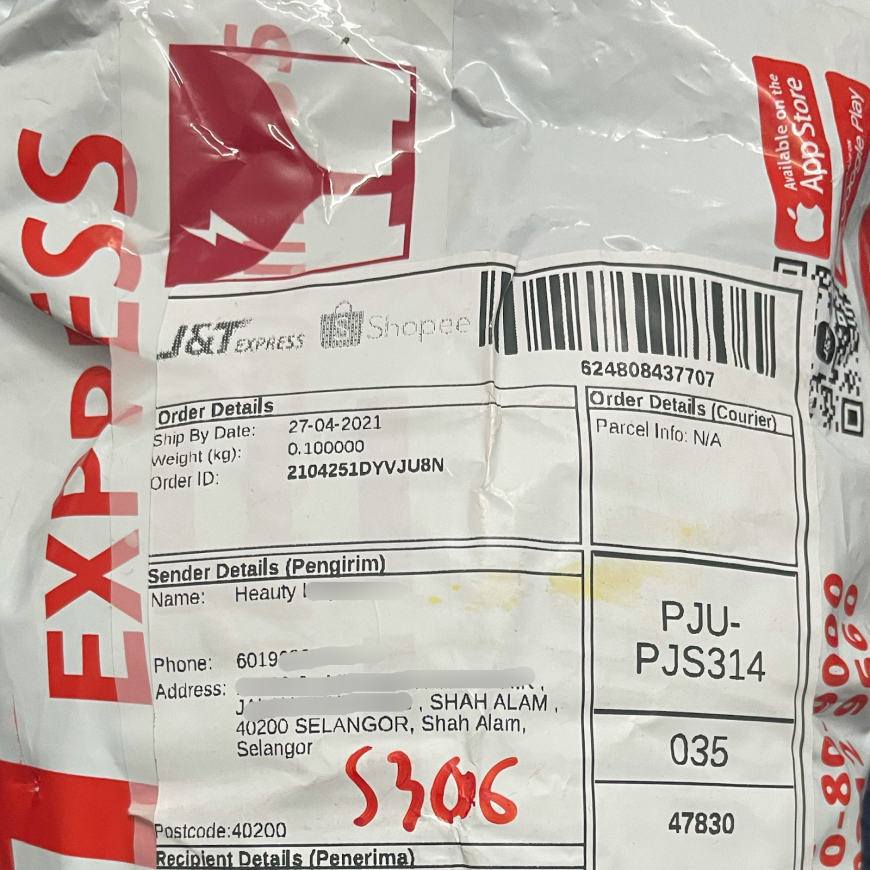 EXPRESS
Available on the
App Store
Google Play
J&T EXPRESS
Shopee
624808437707
Order Details
Ship By Date: 27-04-2021
Weight (kg): 0.100000
Order ID: 2104251DYVJU8N
Order Details (Courier)
Parcel Info: N/A
Sender Details (Pengirim)
Name: Heauty
Phone: 6019
Address:
, SHAH ALAM ,
40200 SELANGOR, Shah Alam,
Selangor
S306
Postcode:40200
Recipient Details (Penerima)
PJU-
PJS314
035
47830